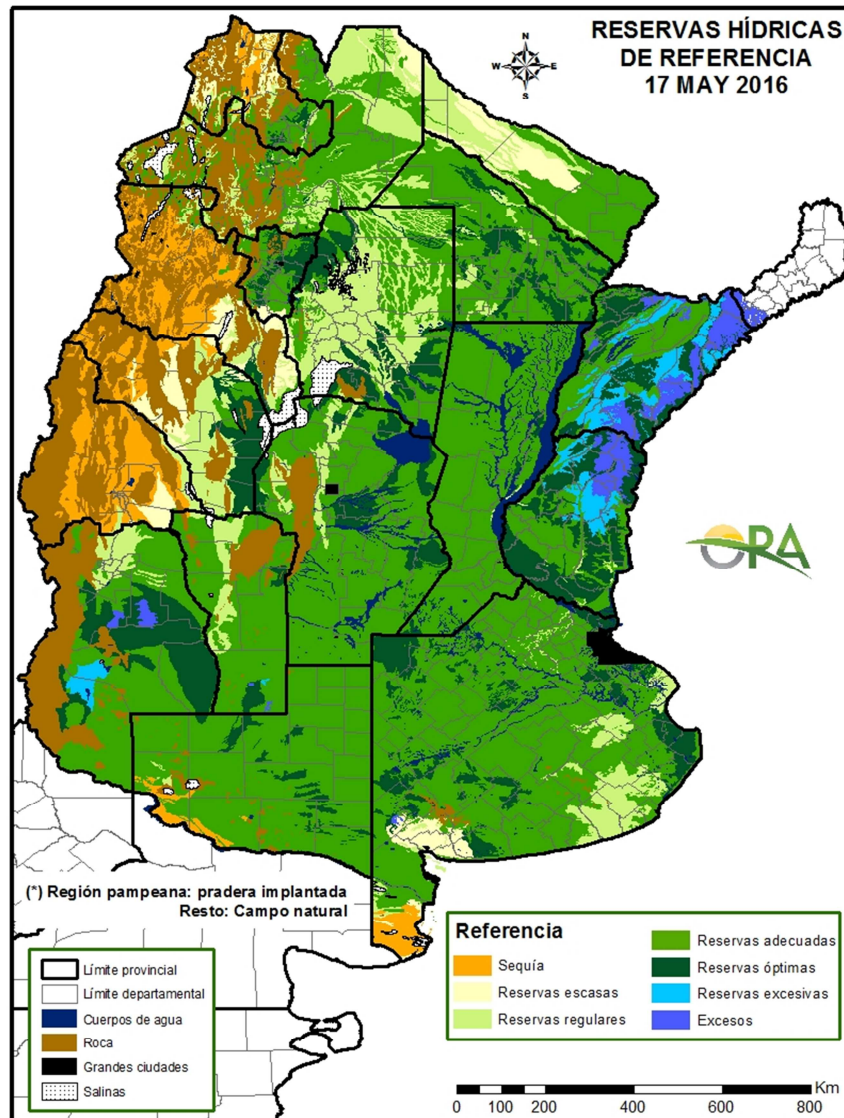 RESERVAS HÍDRICAS
DE REFERENCIA
17 MAY 2016
N
W E
S
ORA
(*) Región pampeana: pradera implantada
Resto: Campo natural
Límite provincial
Límite departamental
Cuerpos de agua
Roca
Grandes ciudades
Salinas
Referencia
Sequía
Reservas escasas
Reservas regulares
Reservas adecuadas
Reservas óptimas
Reservas excesivas
Excesos
Km
0 100 200 400 600 800